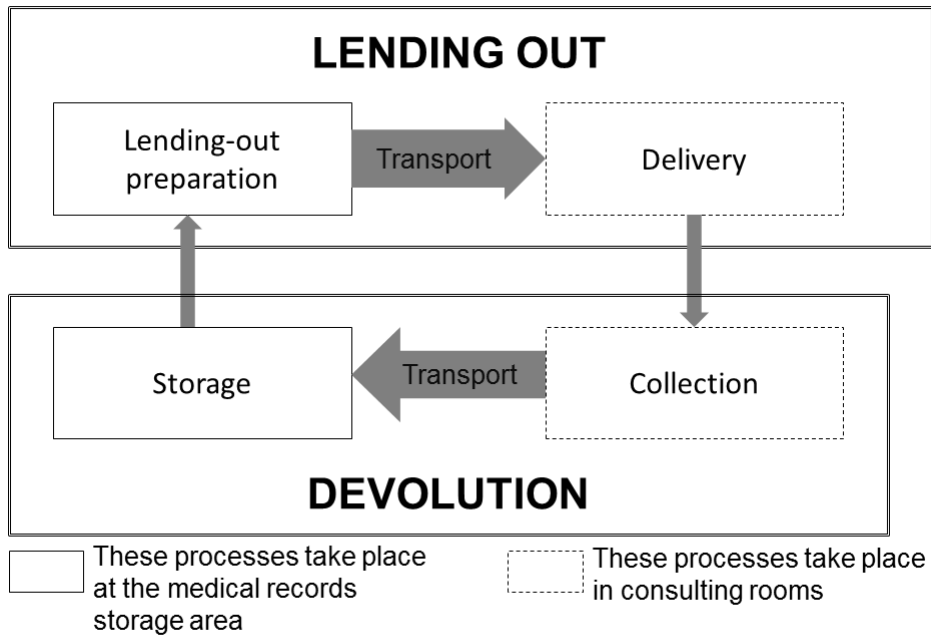 LENDING OUT
Lending-out
preparation
Transport
Delivery
Storage
Transport
Collection
DEVOLUTION
These processes take place
at the medical records
storage area
These processes take place
in consulting rooms